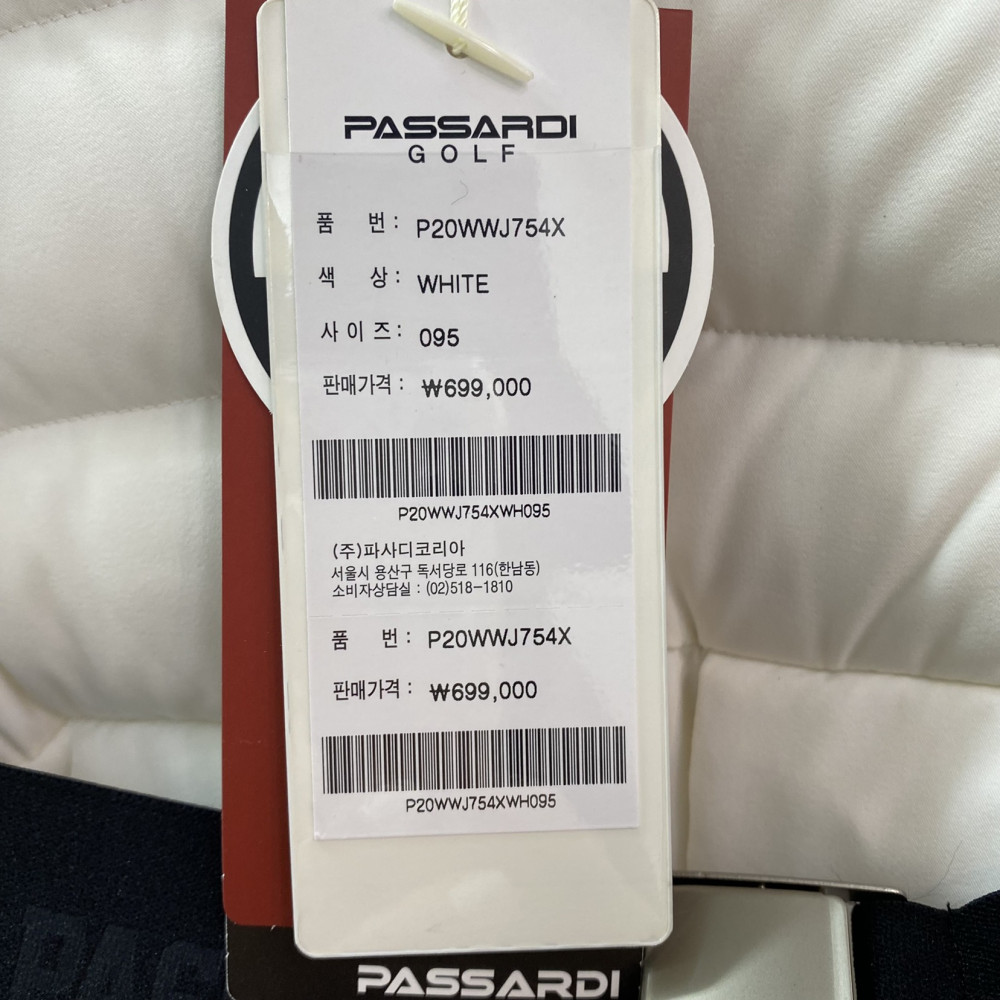 PASSARDI
GOLF
품 번 : P20WWJ754X
색 상 : WHITE
사 이 즈 : 095
판매가격 : ₩699,000
P20WWJ754XWH095
(주)파사디코리아
서울시 용산구 독서당로 116(한남동)
소비자상담실 : (02)518-1810
품 번 : P20WWJ754X
판매가격 : ₩699,000
P20WWJ754XWH095
PASSARDI